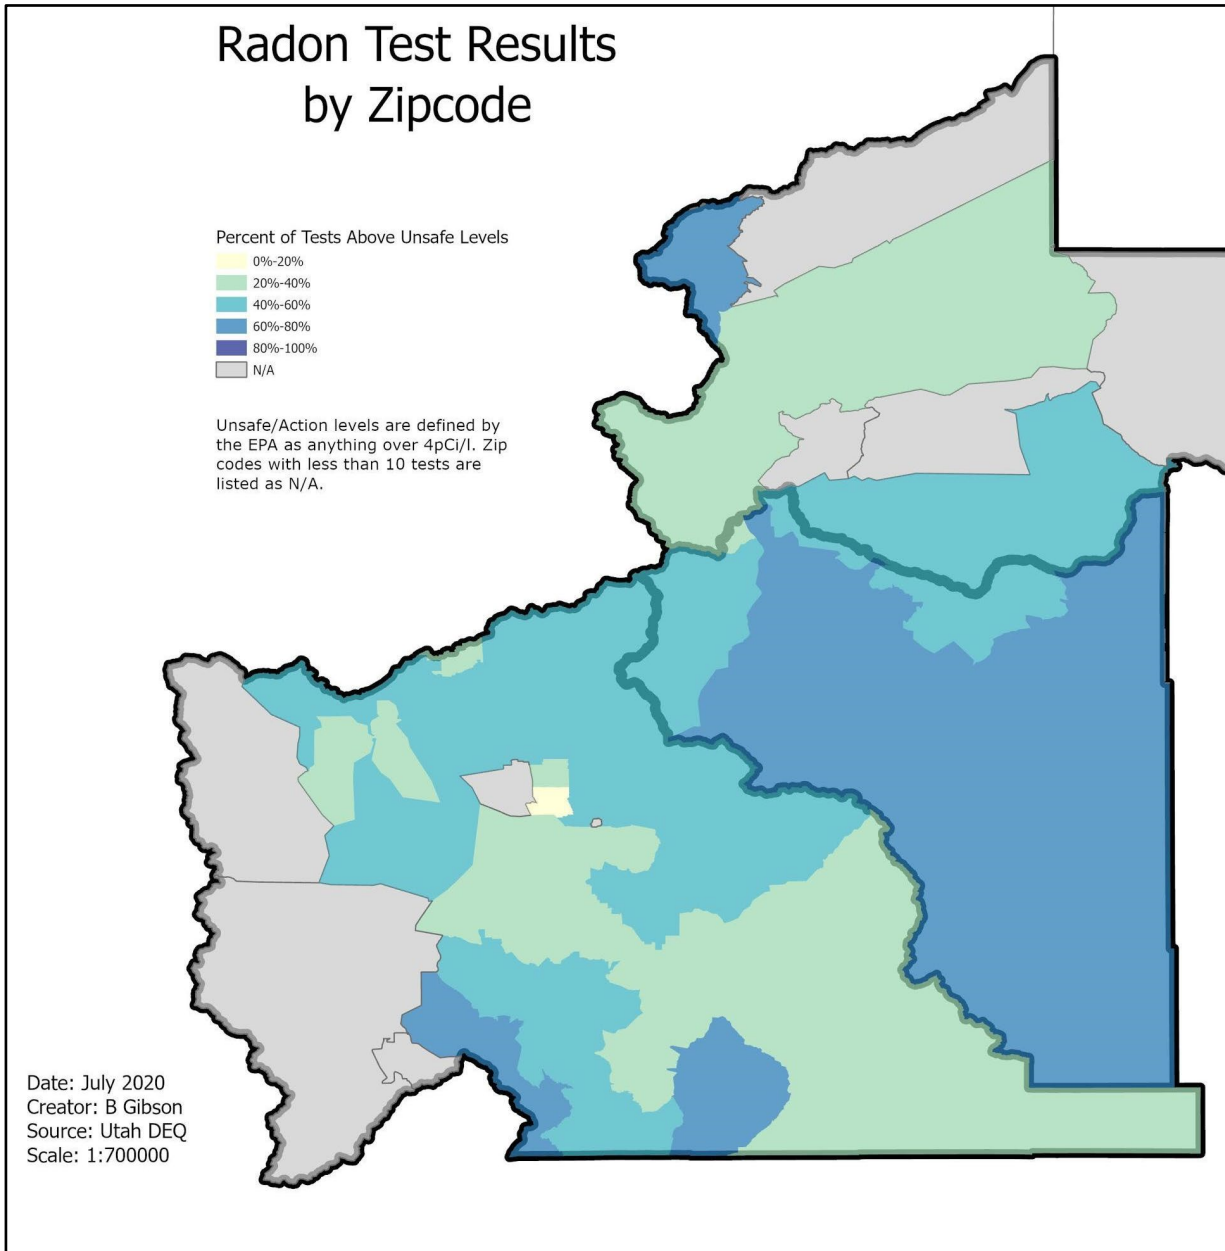 Radon Test Results
by Zipcode
Percent of Tests Above Unsafe Levels
0%-20%
20%-40%
40%-60%
60%-80%
80%-100%
N/A
Unsafe/Action levels are defined by
the EPA as anything over 4pCi/l. Zip
codes with less than 10 tests are
listed as N/A.
Date: July 2020
Creator: B Gibson
Source: Utah DEQ
Scale: 1:700000